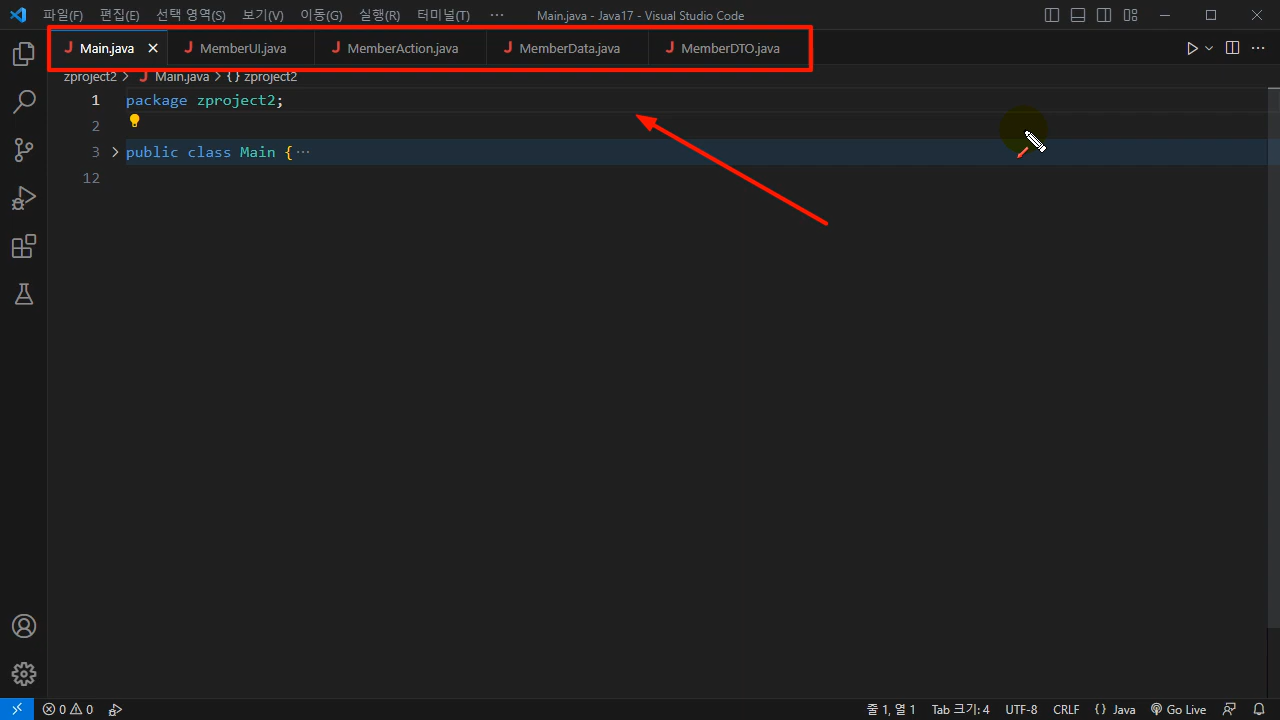 파일(F) 편집(E) 선택 영역(S) 보기(V) 이동(G) 실행(R) 터미널(T) ··· Main.java - Java17 - Visual Studio Code
J Main.java J MemberUI.java J MemberAction.java J MemberData.java J MemberDTO.java
zproject2 > J Main.java > {} zproject2
1 package zproject2;
2
3 > public class Main {···
12
0 0 줄 1, 열 1 Tab 크기: 4 UTF-8 CRLF {} Java Go Live